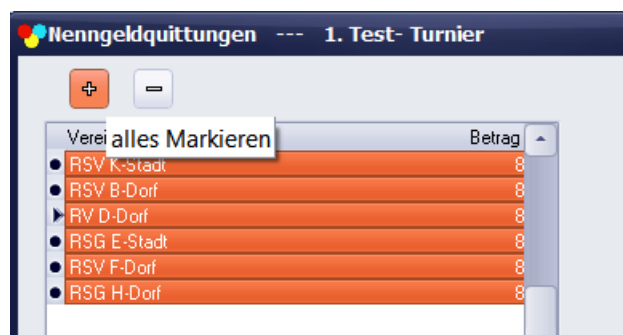 Nenngeldquittungen --- 1. Test- Turnier
alles Markieren
Verei Betrag
RSV K-Stadt 8
RSV B-Dorf 8
RV D-Dorf 8
RSG E-Stadt 8
RSV F-Dorf 8
RSG H-Dorf 8